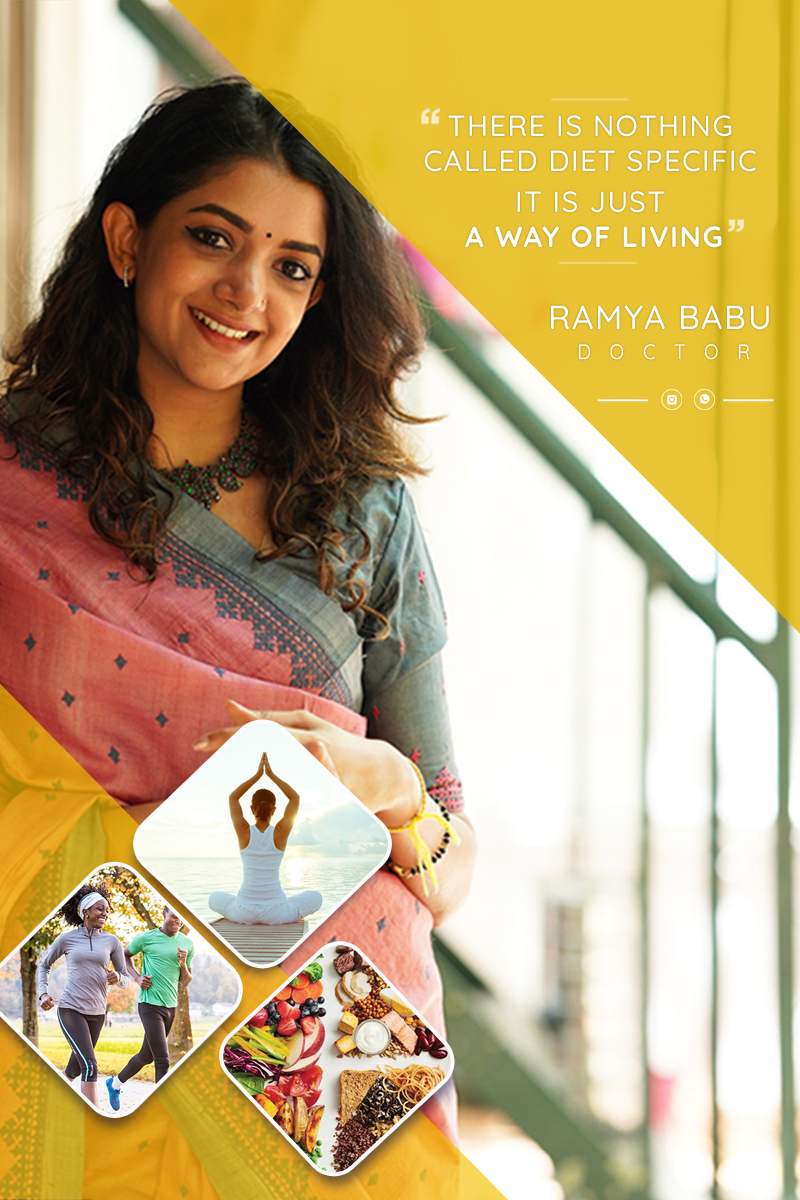 “ THERE IS NOTHING
CALLED DIET SPECIFIC
IT IS JUST
A WAY OF LIVING ”
RAMYA BABU
DOCTOR